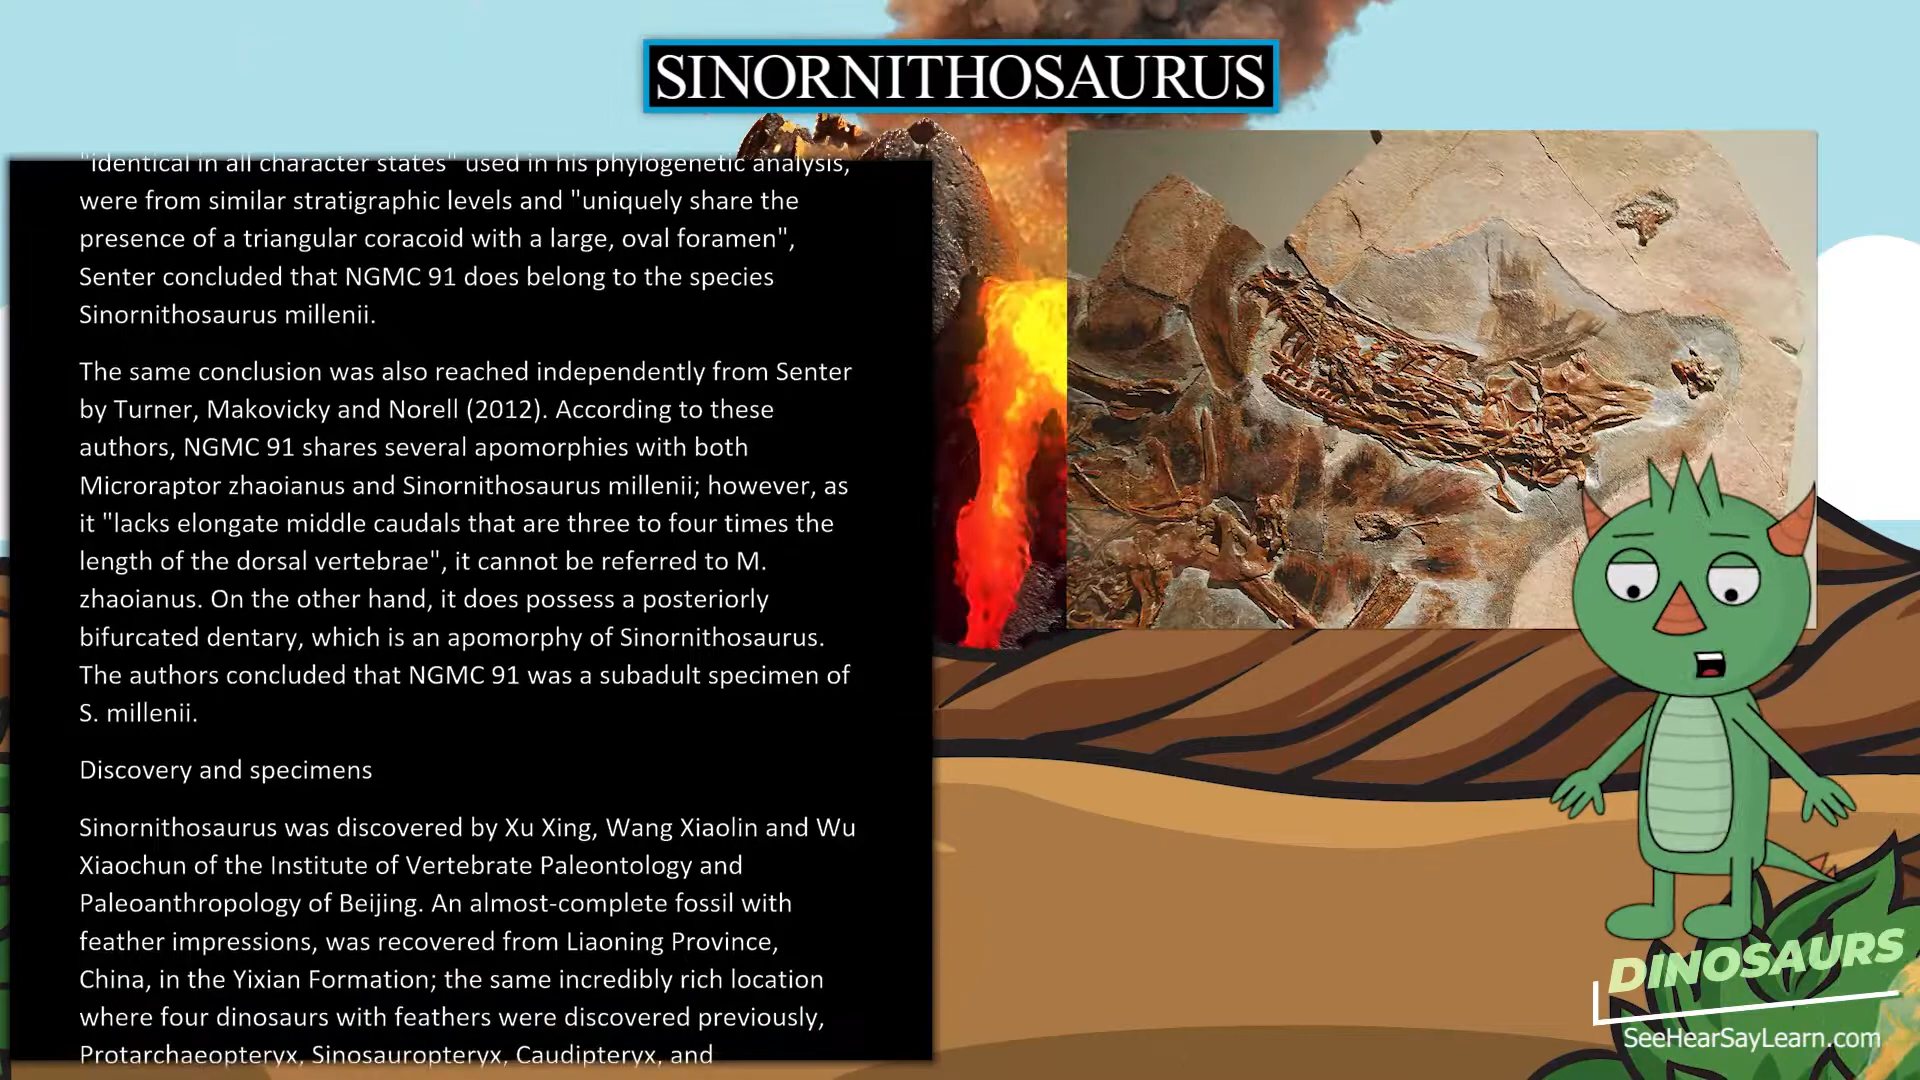 SINORNITHOSAURUS
"identical in all character states" used in his phylogenetic analysis,
were from similar stratigraphic levels and "uniquely share the
presence of a triangular coracoid with a large, oval foramen",
Senter concluded that NGMC 91 does belong to the species
Sinornithosaurus millenii.
The same conclusion was also reached independently from Senter
by Turner, Makovicky and Norell (2012). According to these
authors, NGMC 91 shares several apomorphies with both
Microraptor zhaoianus and Sinornithosaurus millenii; however, as
it "lacks elongate middle caudals that are three to four times the
length of the dorsal vertebrae", it cannot be referred to M.
zhaoianus. On the other hand, it does possess a posteriorly
bifurcated dentary, which is an apomorphy of Sinornithosaurus.
The authors concluded that NGMC 91 was a subadult specimen of
S. millenii.
Discovery and specimens
Sinornithosaurus was discovered by Xu Xing, Wang Xiaolin and Wu
Xiaochun of the Institute of Vertebrate Paleontology and
Paleoanthropology of Beijing. An almost-complete fossil with
feather impressions, was recovered from Liaoning Province,
China, in the Yixian Formation; the same incredibly rich location
where four dinosaurs with feathers were discovered previously,
Protarchaeopteryx, Sinosauropteryx, Caudipteryx, and
DINOSAURS
SeeHearSayLearn.com